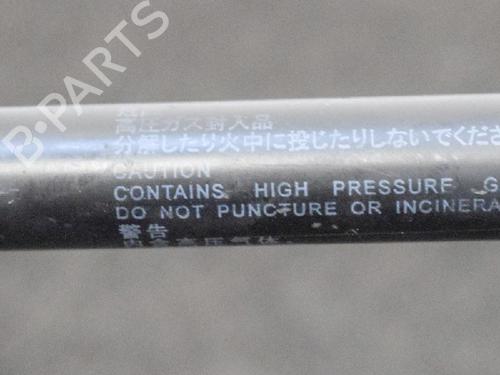 B-PARTS
高圧ガス封入品
分解したり火中に投じたりしないでくださ
CAUTION
CONTAINS HIGH PRESSURE G
DO NOT PUNCTURE OR INCINERA
警告